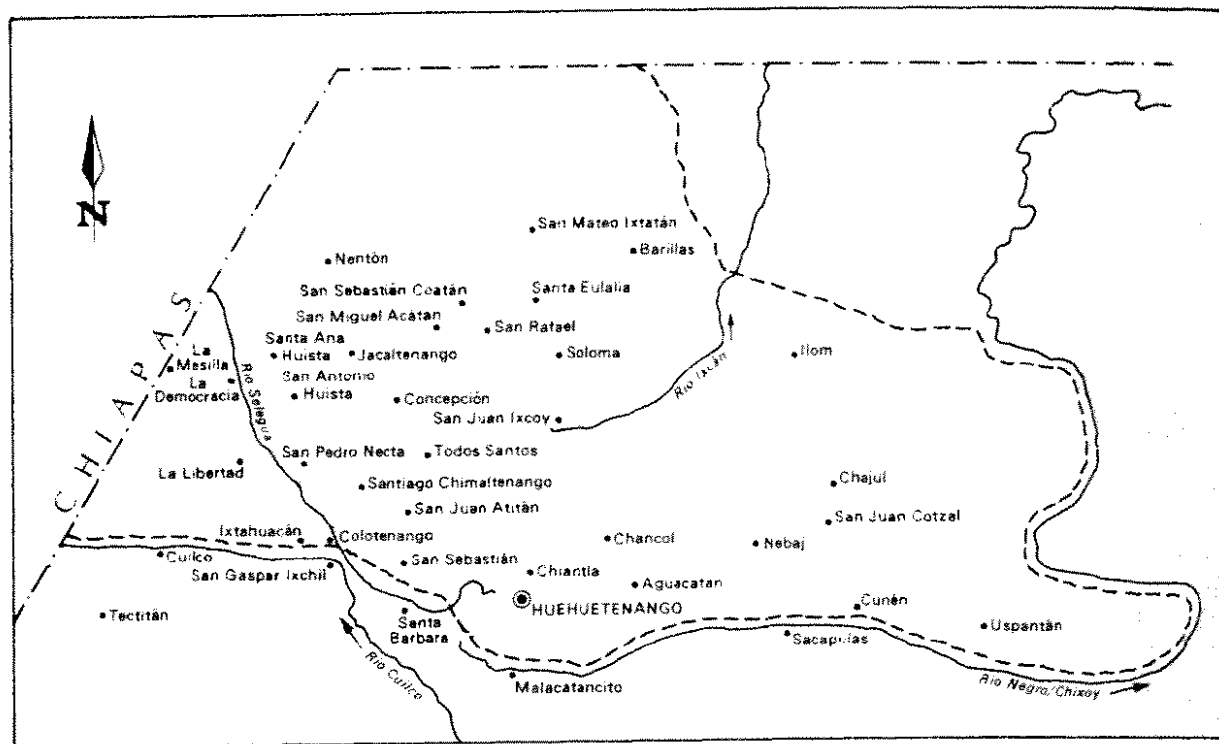 N
CHIAPAS
San Mateo Ixtatán
Barillas
Nentón
San Sebastián Coatán
Santa Eulalia
San Miguel Acátan
San Rafael
Santa Ana
Huista
Jacaltenango
Soloma
Ilom
La
Mesilla
La
Democracia
San Antonio
Huista
Concepción
Río Selegua
Río Ixcán
San Juan Ixcoy
San Pedro Necta
Todos Santos
La Libertad
Santiago Chimaltenango
Chajul
San Juan Atitán
San Juan Cotzal
Ixtahuacán
Colotenango
Chancol
Nebaj
Cuilco
San Gaspar Ixchil
San Sebastián
Chiantla
Aguacatan
HUEHUETENANGO
Tectitán
Santa
Barbara
Cunén
Sacapulas
Uspantán
Río Cuilco
Malacatancito
Río Negro/Chixoy